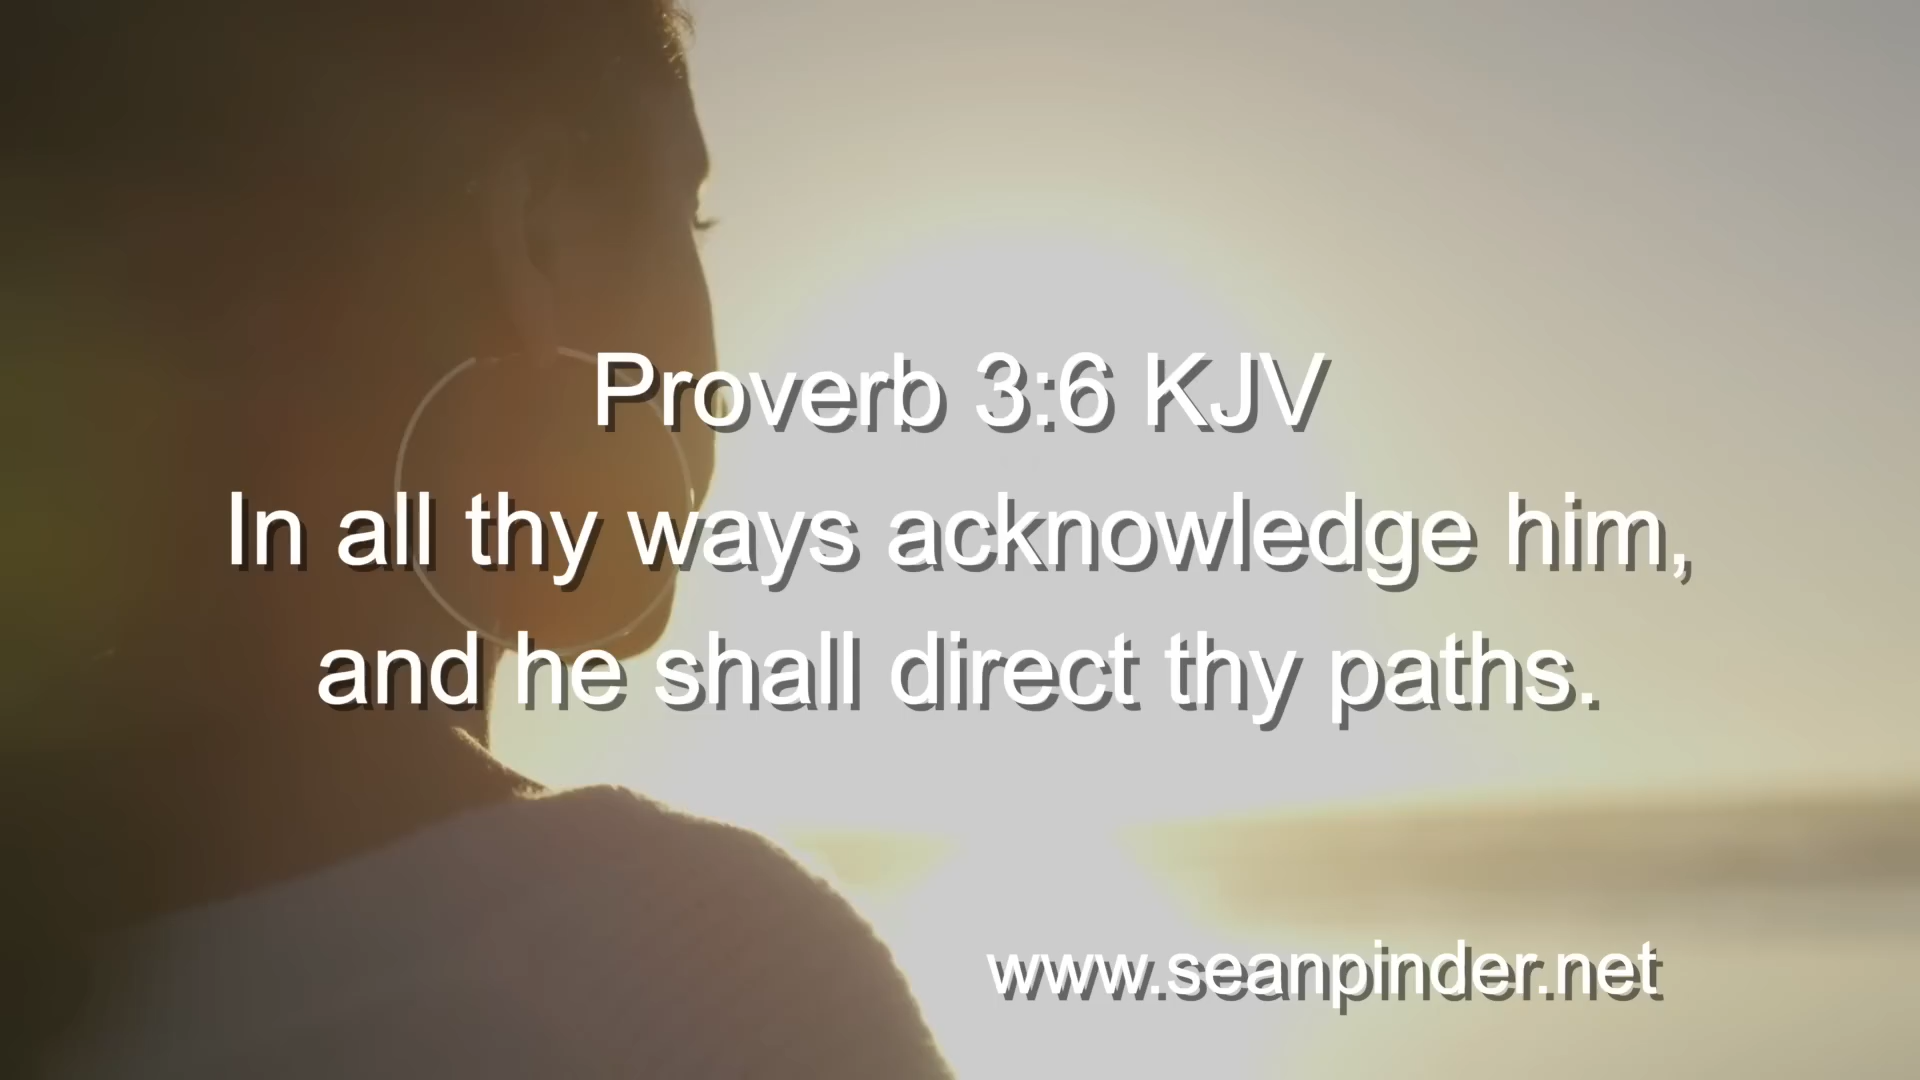 Proverb 3:6 KJV
In all thy ways acknowledge him,
and he shall direct thy paths.
www.seanpinder.net